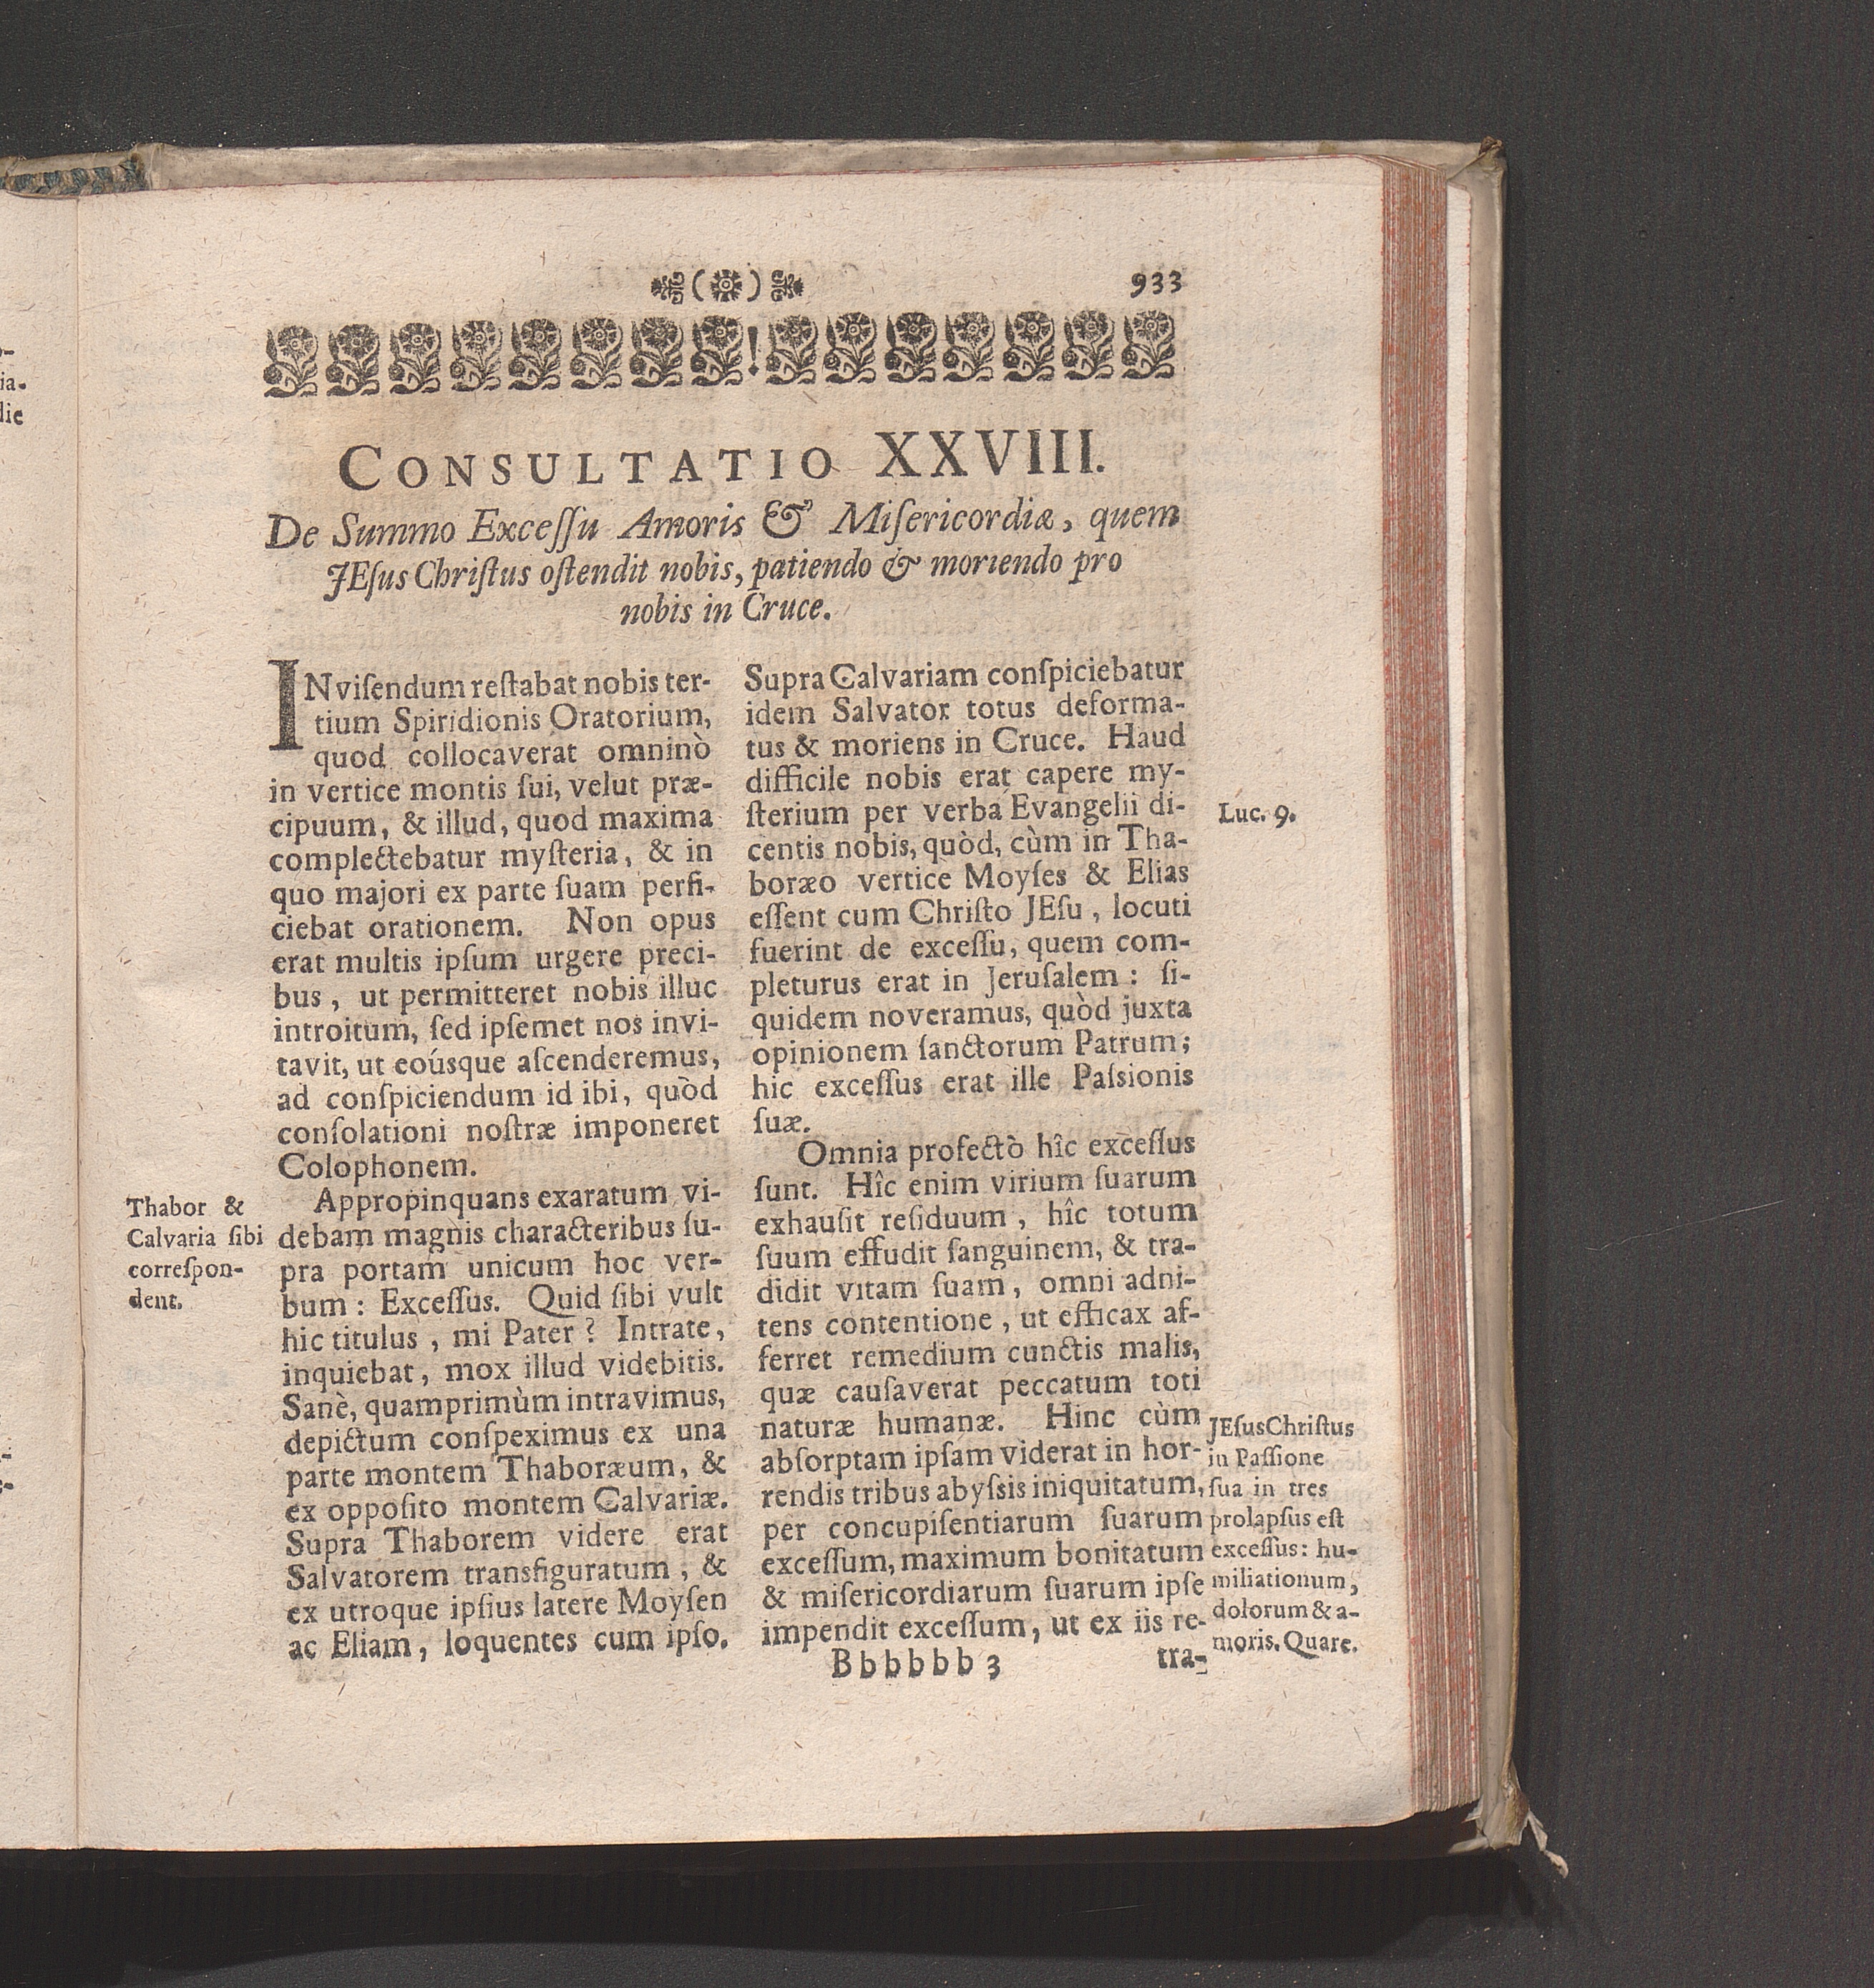 933
CONSULTATIO XXVIII.
De Summo Exceſſu Amoris & Miſericordiæ, quem
JEſus Chriſtus oſtendit nobis, patiendo & moriendo pro
nobis in Cruce.
INviſendum reſtabat nobis ter-
tium Spiridionis Oratorium,
quod collocaverat omninò
in vertice montis ſui, velut præ-
cipuum, & illud, quod maxima
complectebatur myſteria, & in
quo majori ex parte ſuam perfi-
ciebat orationem. Non opus
erat multis ipſum urgere preci-
bus, ut permitteret nobis illuc
introitum, ſed ipſemet nos invi-
tavit, ut eoúsque aſcenderemus,
ad conſpiciendum id ibi, quòd
conſolationi noſtræ imponeret
Colophonem.
Thabor &
Calvaria ſibi
correſpon-
dent.
Appropinquans exaratum vi-
debam magnis characteribus ſu-
pra portam unicum hoc ver-
bum: Exceſſus. Quid ſibi vult
hic titulus, mi Pater? Intrate,
inquiebat, mox illud videbitis.
Sanè, quamprimùm intravimus,
depictum conſpeximus ex una
parte montem Thaboræum, &
ex oppoſito montem Calvariæ.
Supra Thaborem videre erat
Salvatorem transfiguratum, &
ex utroque ipſius latere Moyſen
ac Eliam, loquentes cum ipſo.
Supra Calvariam conſpiciebatur
idem Salvator totus deforma-
tus & moriens in Cruce. Haud
difficile nobis erat capere my-
ſterium per verba Evangelii di-
centis nobis, quòd, cùm in Tha-
boræo vertice Moyſes & Elias
eſſent cum Chriſto JEſu, locuti
fuerint de exceſſu, quem com-
pleturus erat in Jeruſalem: ſi-
quidem noveramus, quòd juxta
opinionem ſanctorum Patrum;
hic exceſſus erat ille Paſsionis
ſuæ.
Luc. 9.
Omnia profectò hîc exceſſus
ſunt. Hîc enim virium ſuarum
exhauſit reſiduum, hîc totum
ſuum effudit ſanguinem, & tra-
didit vitam ſuam, omni adni-
tens contentione, ut efficax af-
ferret remedium cunctis malis,
quæ cauſaverat peccatum toti
naturæ humanæ. Hinc cùm
abſorptam ipſam viderat in hor-
rendis tribus abyſsis iniquitatum,
per concupiſentiarum ſuarum
exceſſum, maximum bonitatum
& miſericordiarum ſuarum ipſe
impendit exceſſum, ut ex iis re-
JEſus Chriſtus
in Paſſione
ſua in tres
prolapſus eſt
exceſſus: hu-
miliationum,
dolorum & a-
moris. Quare.
Bbbbbb 3
tra-
ia.
die